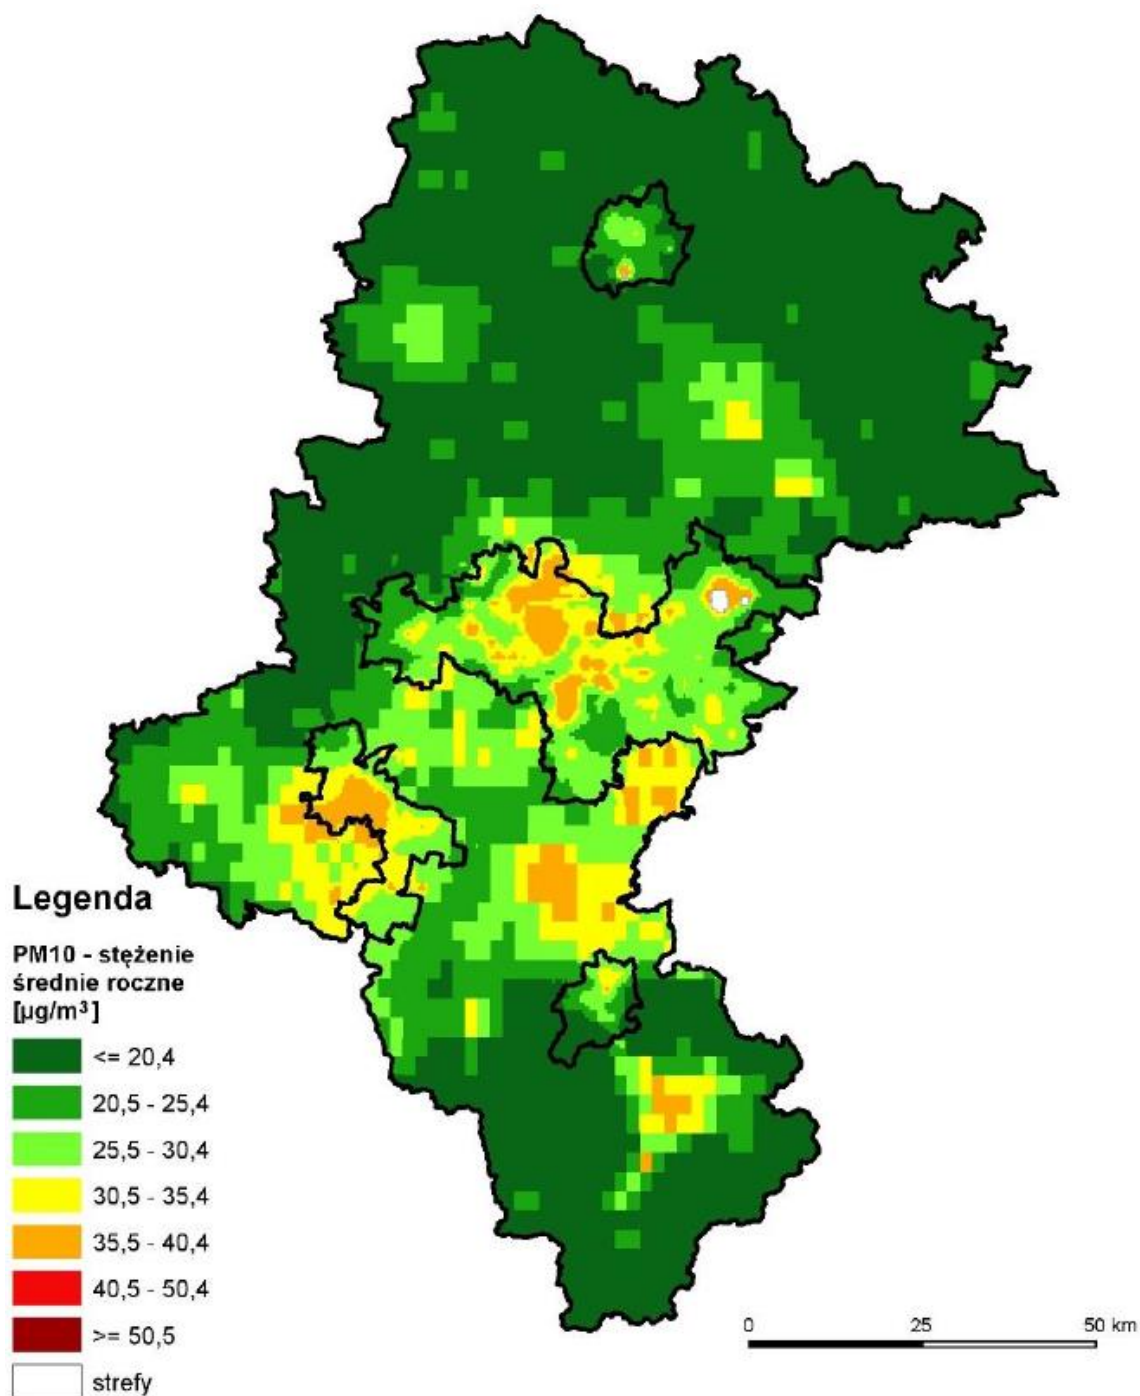 Legenda
PM10 - stężenie
średnie roczne
[µg/m³]
<= 20,4
20,5 - 25,4
25,5 - 30,4
30,5 - 35,4
35,5 - 40,4
40,5 - 50,4
>= 50,5
strefy
0 25 50 km